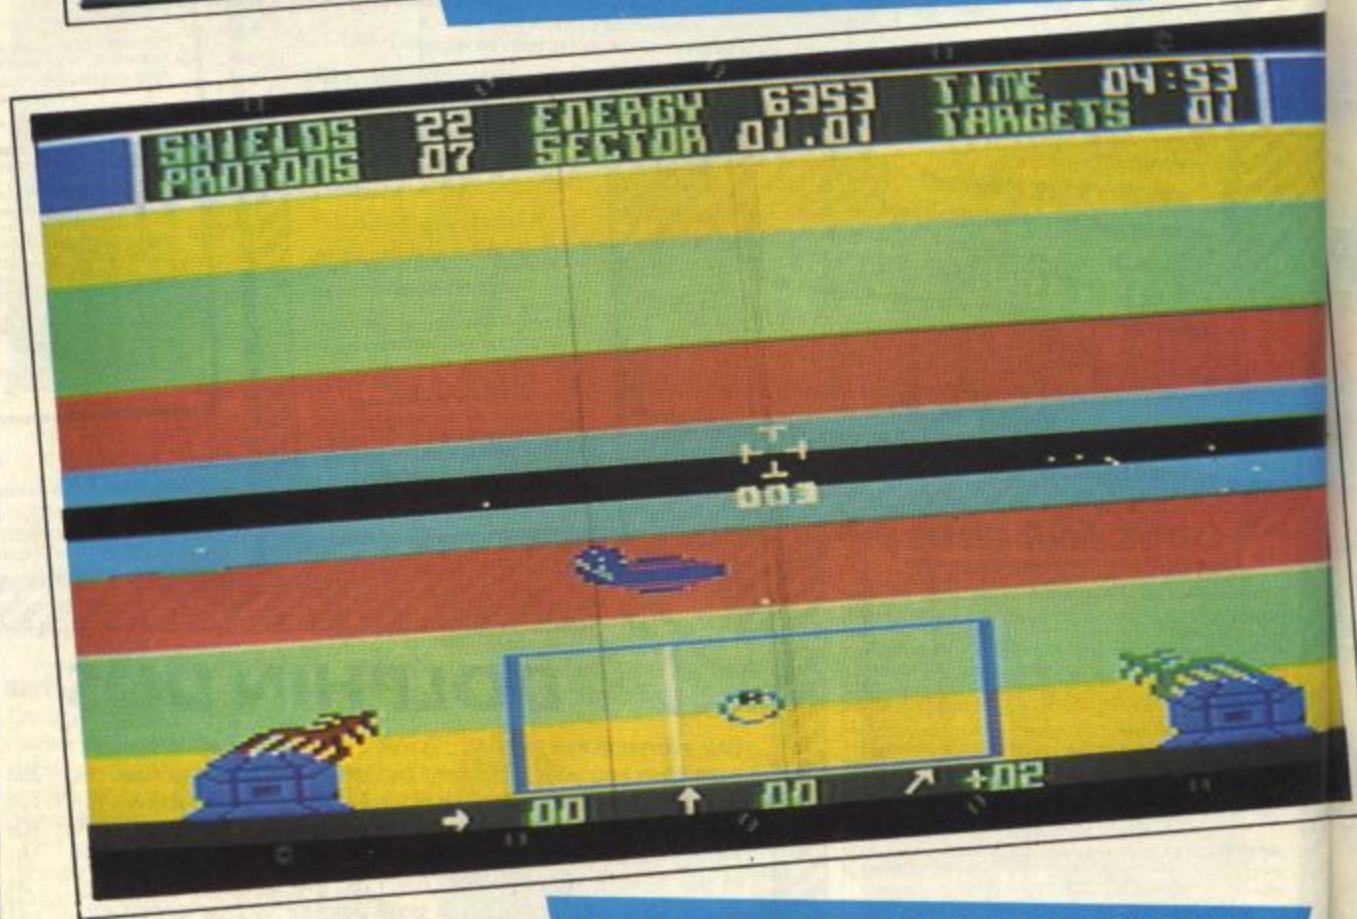 SHIELDS 22 ENERGY 6353 TIME 04:53
PROTONS 07 SECTOR 01.01 TARGETS 01
003
→ 00 ↑ 00 ↗ +02